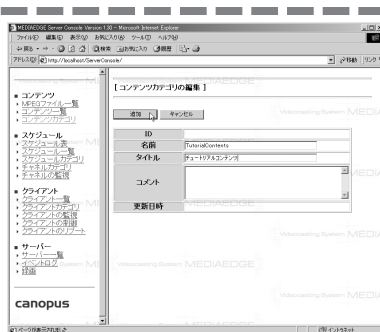 MEDIAEDGE Server Console Version 1.30 - Microsoft Internet Explorer
ファイル(F) 編集(E) 表示(V) お気に入り(A) ツール(T) ヘルプ(H)
戻る 検索 お気に入り 履歴
アドレス(D) http://localhost/ServerConsole/ 移動 リンク
[ コンテンツカテゴリの編集 ]
追加 キャンセル
ID
名前 TutorialContents
タイトル チュートリアルコンテンツ
コメント
更新日時
■ コンテンツ
MPEGファイル一覧
コンテンツ一覧
コンテンツカテゴリ
■ スケジュール
スケジュール表
スケジュール一覧
スケジュールカテゴリ
チャネルカテゴリ
チャネルの監視
■ クライアント
クライアント一覧
クライアントカテゴリ
クライアントの監視
クライアントの制御
クライアントのリブート
■ サーバー
サーバー一覧
イベントログ
録画
canopus
Videocasting System MEDIAEDGE
ページが表示されました
イントラネット